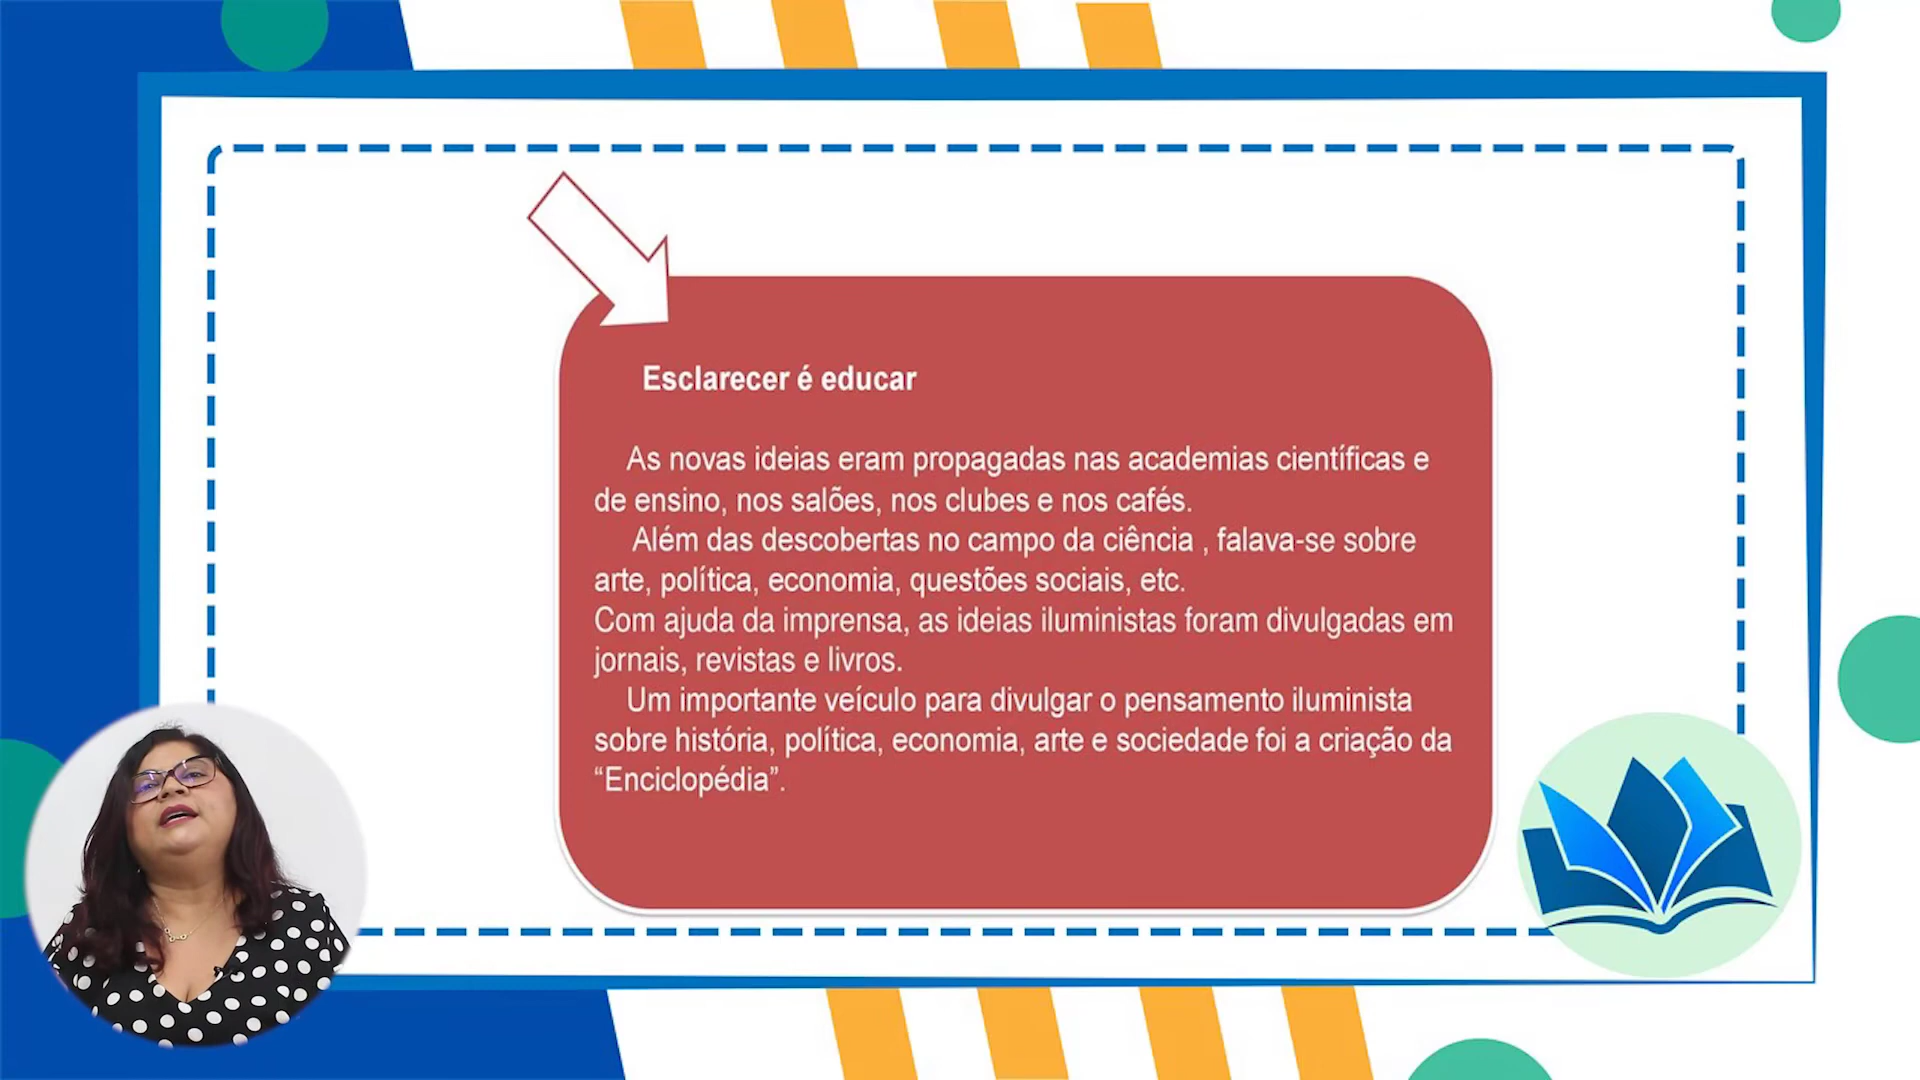 Esclarecer é educar
As novas ideias eram propagadas nas academias científicas e
de ensino, nos salões, nos clubes e nos cafés.
Além das descobertas no campo da ciência , falava-se sobre
arte, política, economia, questões sociais, etc.
Com ajuda da imprensa, as ideias iluministas foram divulgadas em
jornais, revistas e livros.
Um importante veículo para divulgar o pensamento iluminista
sobre história, política, economia, arte e sociedade foi a criação da
“Enciclopédia”.